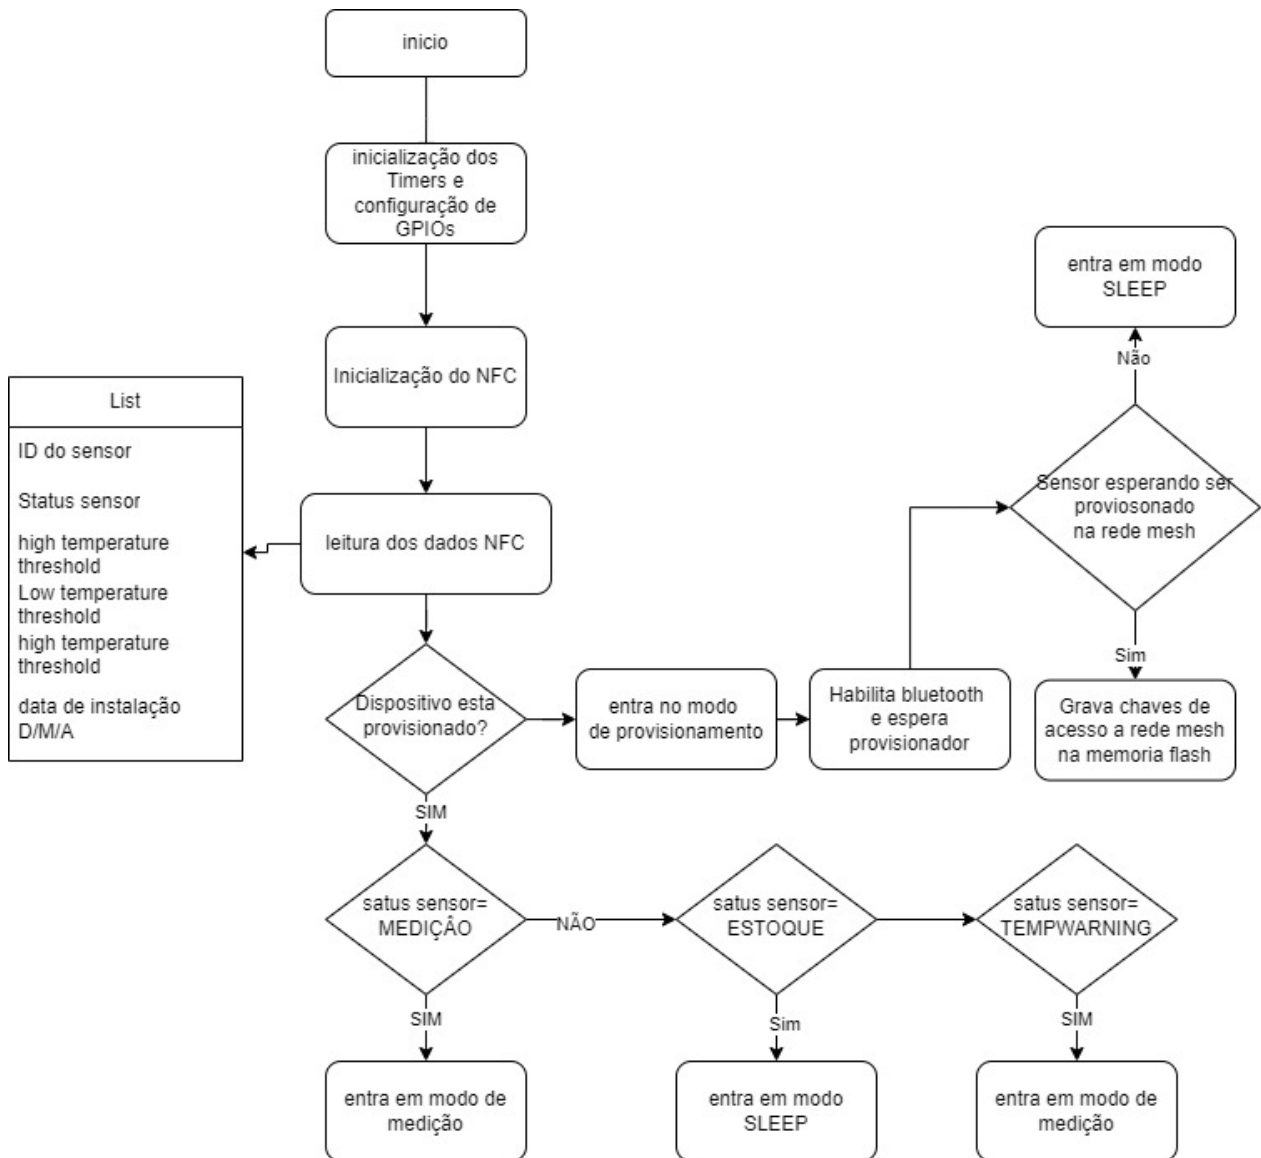 inicio
inicialização dos
Timers e
configuração de
GPIOs
Inicialização do NFC
leitura dos dados NFC
List
ID do sensor
Status sensor
high temperature
threshold
Low temperature
threshold
high temperature
threshold
data de instalação
D/M/A
Dispositivo esta
provisionado?
entra no modo
de provisionamento
Habilita bluetooth
e espera
provisionador
Sensor esperando ser
proviosonado
na rede mesh
Não
entra em modo
SLEEP
Sim
Grava chaves de
acesso a rede mesh
na memoria flash
SIM
satus sensor=
MEDIÇÂO
NÃO
satus sensor=
ESTOQUE
satus sensor=
TEMPWARNING
SIM
Sim
SIM
entra em modo de
medição
entra em modo
SLEEP
entra em modo de
medição